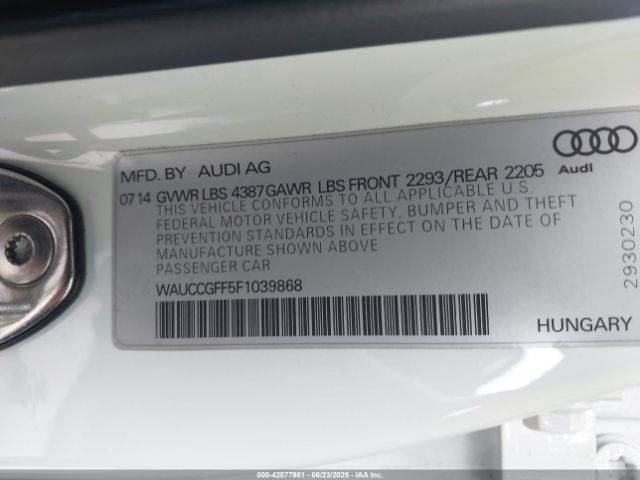 MFD. BY AUDI AG
Audi
07 14 GVWR LBS 4387 GAWR LBS FRONT 2293/REAR 2205
THIS VEHICLE CONFORMS TO ALL APPLICABLE U.S.
FEDERAL MOTOR VEHICLE SAFETY, BUMPER AND THEFT
PREVENTION STANDARDS IN EFFECT ON THE DATE OF
MANUFACTURE SHOWN ABOVE
PASSENGER CAR
WAUCCGFF5F1039868
2930230
HUNGARY
000-42577961 - 06/23/2025 - IAA Inc.